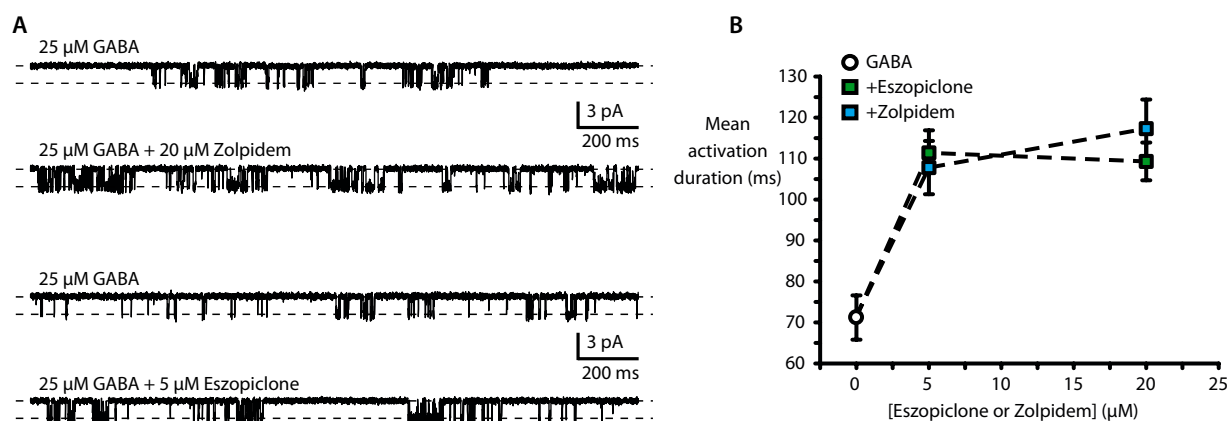 A
25 μM GABA
3 pA
200 ms
25 μM GABA + 20 μM Zolpidem
25 μM GABA
3 pA
200 ms
25 μM GABA + 5 μM Eszopiclone
B
GABA
+Eszopiclone
+Zolpidem
Mean
activation
duration (ms)
130
120
110
100
90
80
70
60
0 5 10 15 20 25
[Eszopiclone or Zolpidem] (μM)